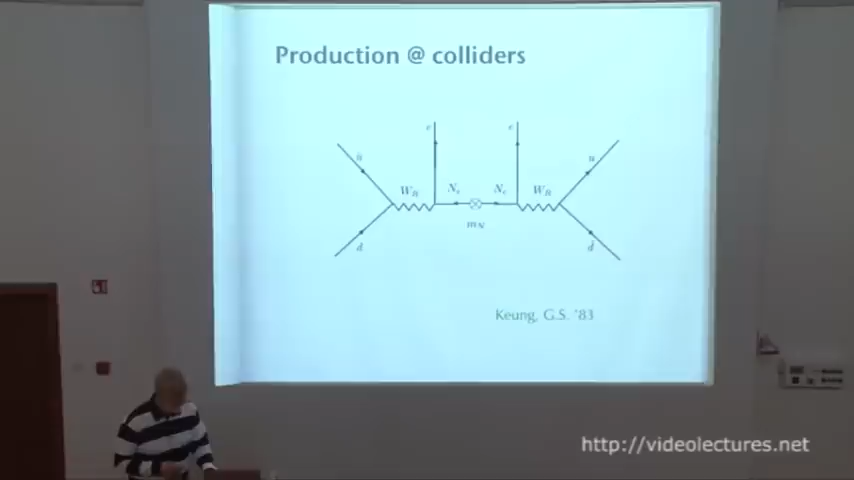 Production @ colliders
e
e
u
W_R
N_e
N_e
W_R
m_N
d
Keung, G.S. '83
http://videolectures.net